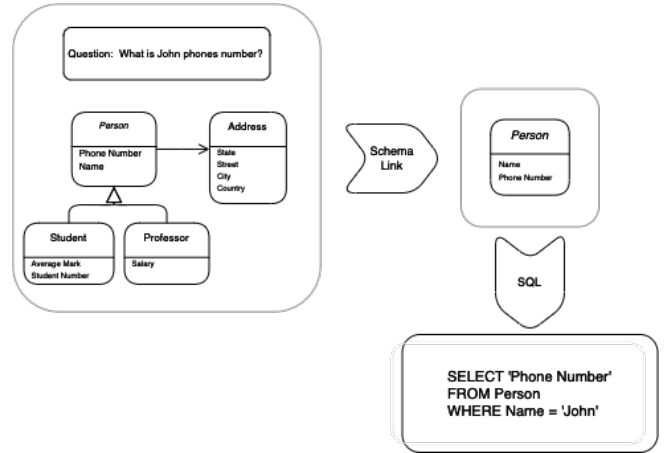 Question: What is John phones number?
Person
Phone Number
Name
Address
State
Street
City
Country
Student
Average Mark
Student Number
Professor
Salary
Schema
Link
Person
Name
Phone Number
SQL
SELECT 'Phone Number'
FROM Person
WHERE Name = 'John'